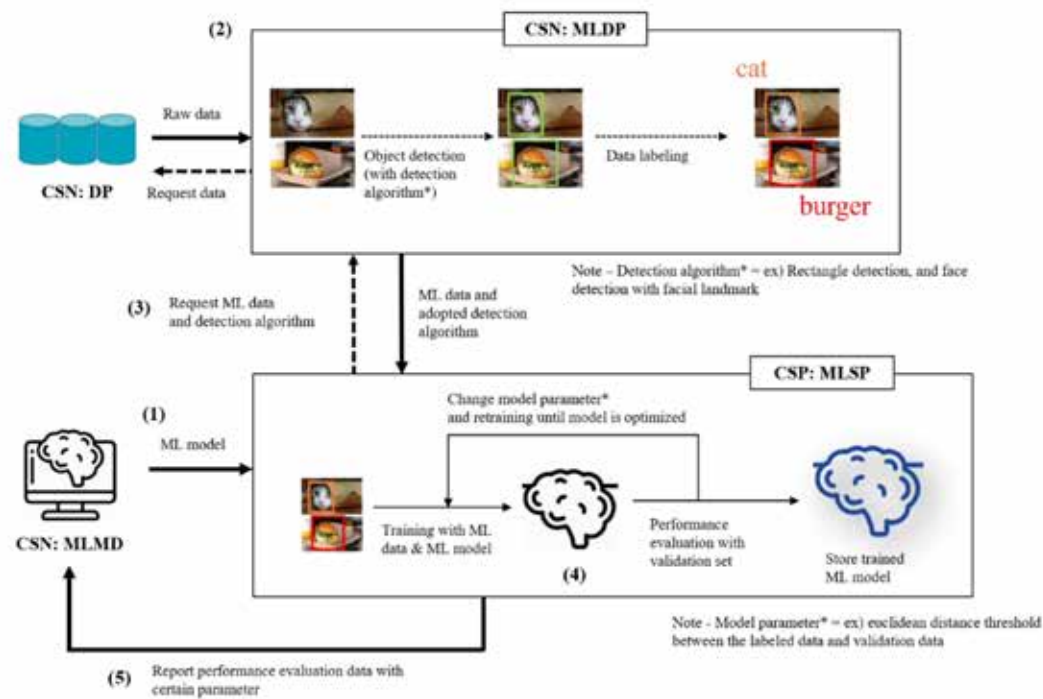 (2)
CSN: MLDP
cat
Raw data
CSN: DP
Request data
Object detection
(with detection
algorithm*)
Data labeling
burger
Note – Detection algorithm* = ex) Rectangle detection, and face
detection with facial landmark
(3)
Request ML data
and detection algorithm
ML data and
adopted detection
algorithm
CSP: MLSP
(1)
ML model
CSN: MLMD
Change model parameter*
and retraining until model is optimized
Training with ML
data & ML model
(4)
Performance
evaluation with
validation set
Store trained
ML model
Note - Model parameter* = ex) euclidean distance threshold
between the labeled data and validation data
(5)
Report performance evaluation data with
certain parameter